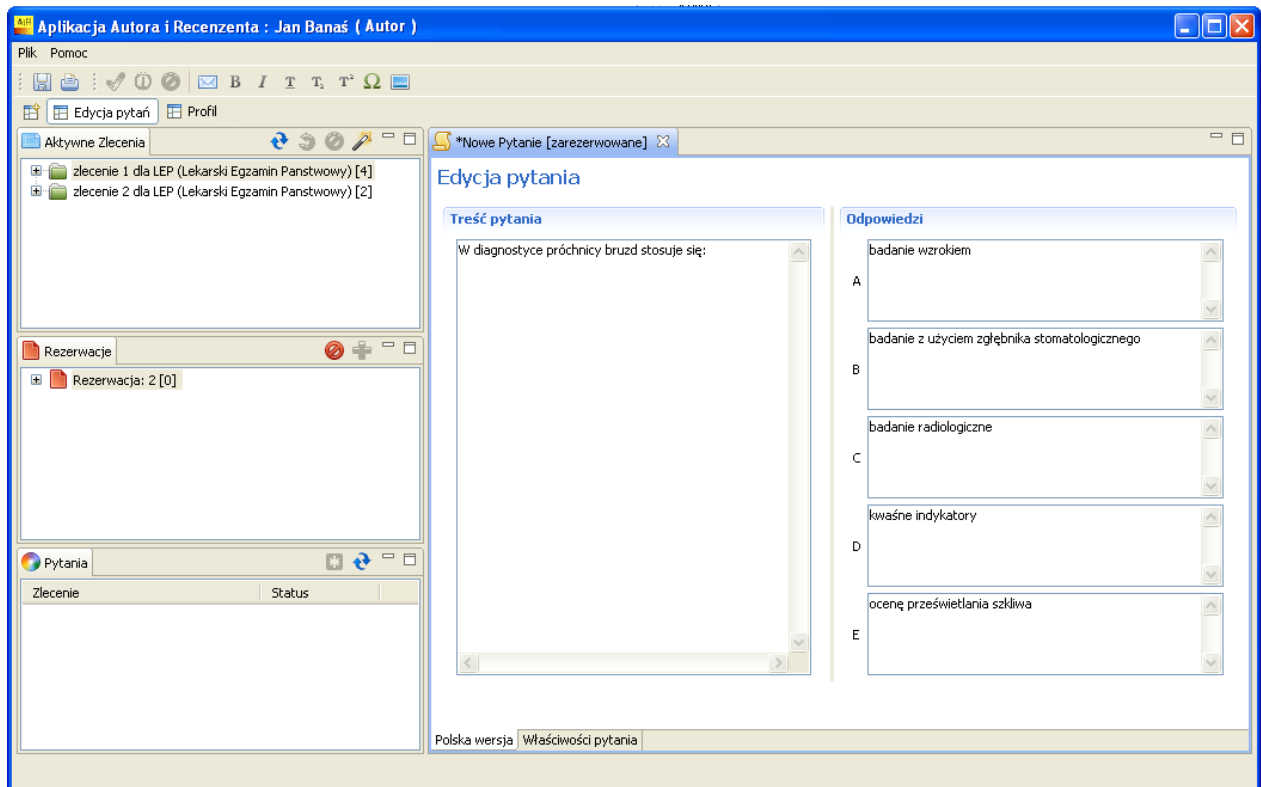 Aplikacja Autora i Recenzenta : Jan Banaś ( Autor )
Plik Pomoc
B I T T₁ T² Ω
Edycja pytań Profil
Aktywne Zlecenia
zlecenie 1 dla LEP (Lekarski Egzamin Panstwowy) [4]
zlecenie 2 dla LEP (Lekarski Egzamin Panstwowy) [2]
Rezerwacje
Rezerwacja: 2 [0]
Pytania
Zlecenie Status
*Nowe Pytanie [zarezerwowane]
Edycja pytania
Treść pytania
W diagnostyce próchnicy bruzd stosuje się:
Odpowiedzi
A badanie wzrokiem
B badanie z użyciem zgłębnika stomatologicznego
C badanie radiologiczne
D kwaśne indykatory
E ocenę prześwietlania szkliwa
Polska wersja Właściwości pytania